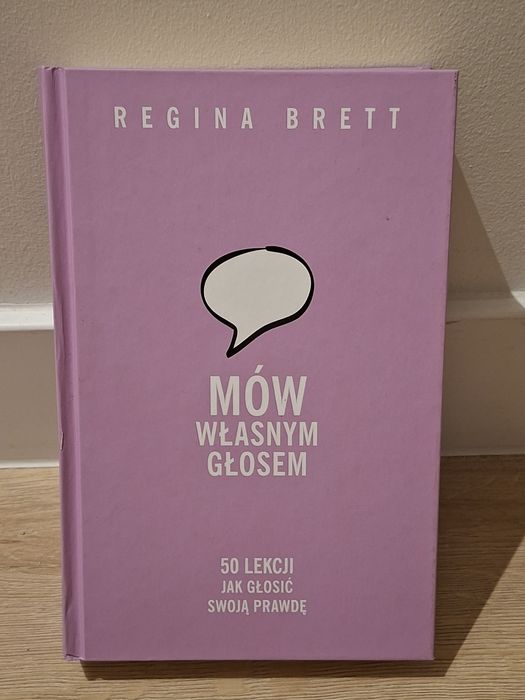 REGINA BRETT
MÓW
WŁASNYM
GŁOSEM
50 LEKCJI
JAK GŁOSIĆ
SWOJĄ PRAWDĘ